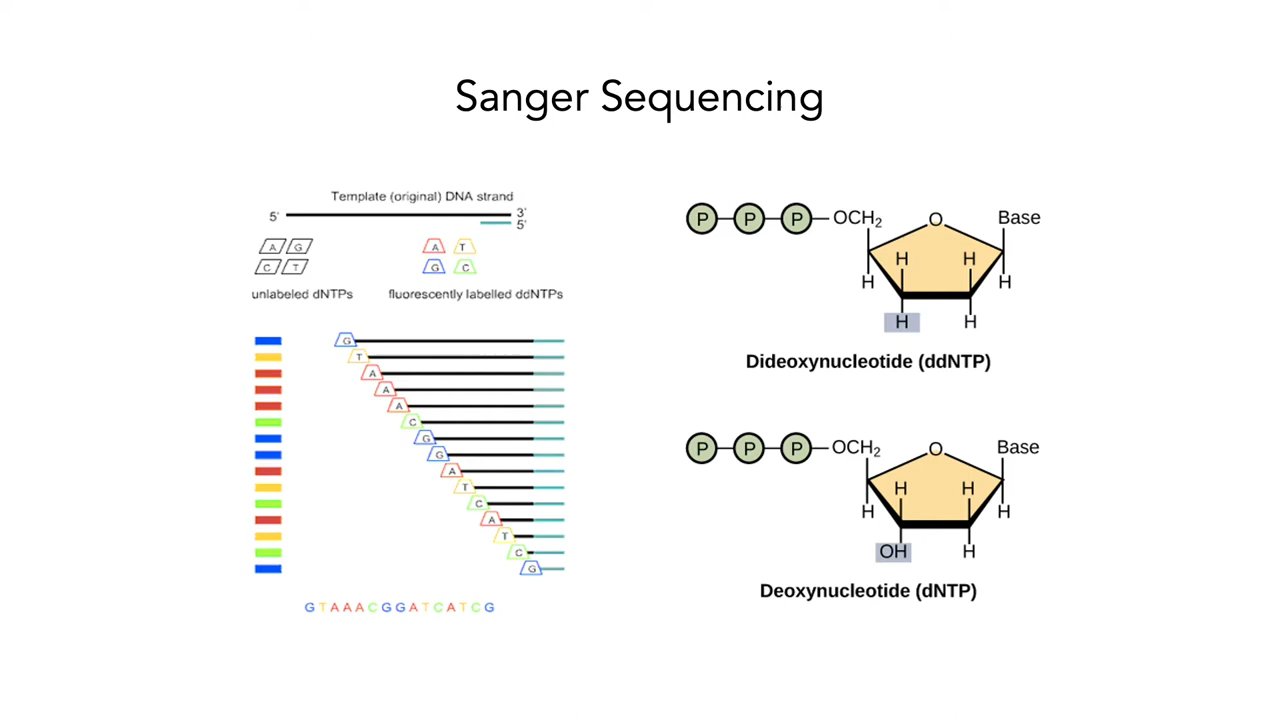 Sanger Sequencing
Template (original) DNA strand
5'
3'
5'
A G
C T
unlabeled dNTPs
A T
G C
fluorescently labelled ddNTPs
G
T
A
A
A
C
G
G
A
T
C
A
T
C
G
GTAAACGGATCATCG
P P P OCH₂ O Base
H H
H H
H H
Dideoxynucleotide (ddNTP)
P P P OCH₂ O Base
H H
H H
OH H
Deoxynucleotide (dNTP)